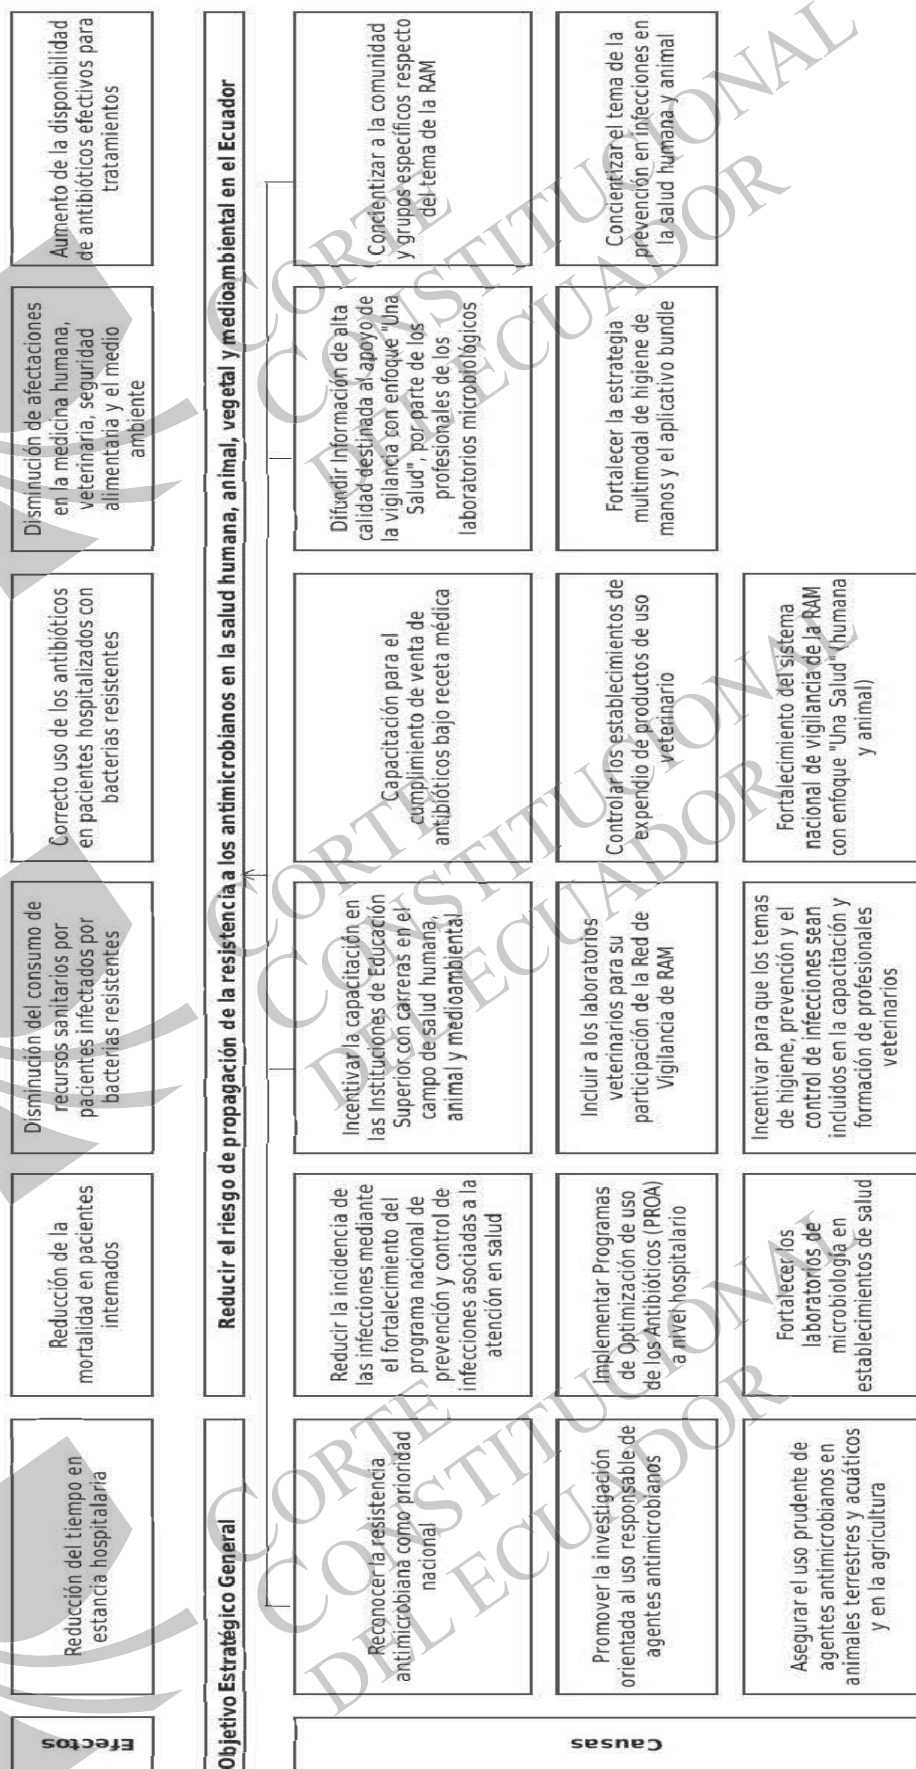 Efectos
Reducción del tiempo en
estancia hospitalaria
Reducción de la
mortalidad en pacientes
internados
Disminución del consumo de
recursos sanitarios por
pacientes infectados por
bacterias resistentes
Correcto uso de los antibióticos
en pacientes hospitalizados con
bacterias resistentes
Disminución de afectaciones
en la medicina humana,
veterinaria, seguridad
alimentaria y el medio
ambiente
Aumento de la disponibilidad
de antibióticos efectivos para
tratamientos
Objetivo Estratégico General
Reducir el riesgo de propagación de la resistencia a los antimicrobianos en la salud humana, animal, vegetal y medioambiental en el Ecuador
Causas
Reconocer la resistencia
antimicrobiana como prioridad
nacional
Reducir la incidencia de
las infecciones mediante
el fortalecimiento del
programa nacional de
prevención y control de
infecciones asociadas a la
atención en salud
Incentivar la capacitación en
las Instituciones de Educación
Superior con carreras en el
campo de salud humana,
animal y medioambiental
Capacitación para el
cumplimiento de venta de
antibióticos bajo receta médica
Difundir Información de alta
calidad destinada al apoyo de
la vigilancia con enfoque "Una
Salud", por parte de los
profesionales de los
laboratorios microbiológicos
Concientizar a la comunidad
y grupos específicos respecto
del tema de la RAM
Promover la investigación
orientada al uso responsable de
agentes antimicrobianos
Implementar Programas
de Optimización de uso
de los Antibióticos (PROA)
a nivel hospitalario
Incluir a los laboratorios
veterinarios para su
participación de la Red de
Vigilancia de RAM
Controlar los establecimientos de
expendio de productos de uso
veterinario
Fortalecer la estrategia
multimodal de higiene de
manos y el aplicativo bundle
Concientizar el tema de la
prevención en infecciones en
la salud humana y animal
Asegurar el uso prudente de
agentes antimicrobianos en
animales terrestres y acuáticos
y en la agricultura
Fortalecer los
laboratorios de
microbiología en
establecimientos de salud
Incentivar para que los temas
de higiene, prevención y el
control de infecciones sean
incluidos en la capacitación y
formación de profesionales
veterinarios
Fortalecimiento del sistema
nacional de vigilancia de la RAM
con enfoque "Una Salud" (humana
y animal)
CORTE
CONSTITUCIONAL
DEL ECUADOR
CORTE
CONSTITUCIONAL
DEL ECUADOR
CORTE
CONSTITUCIONAL
DEL ECUADOR